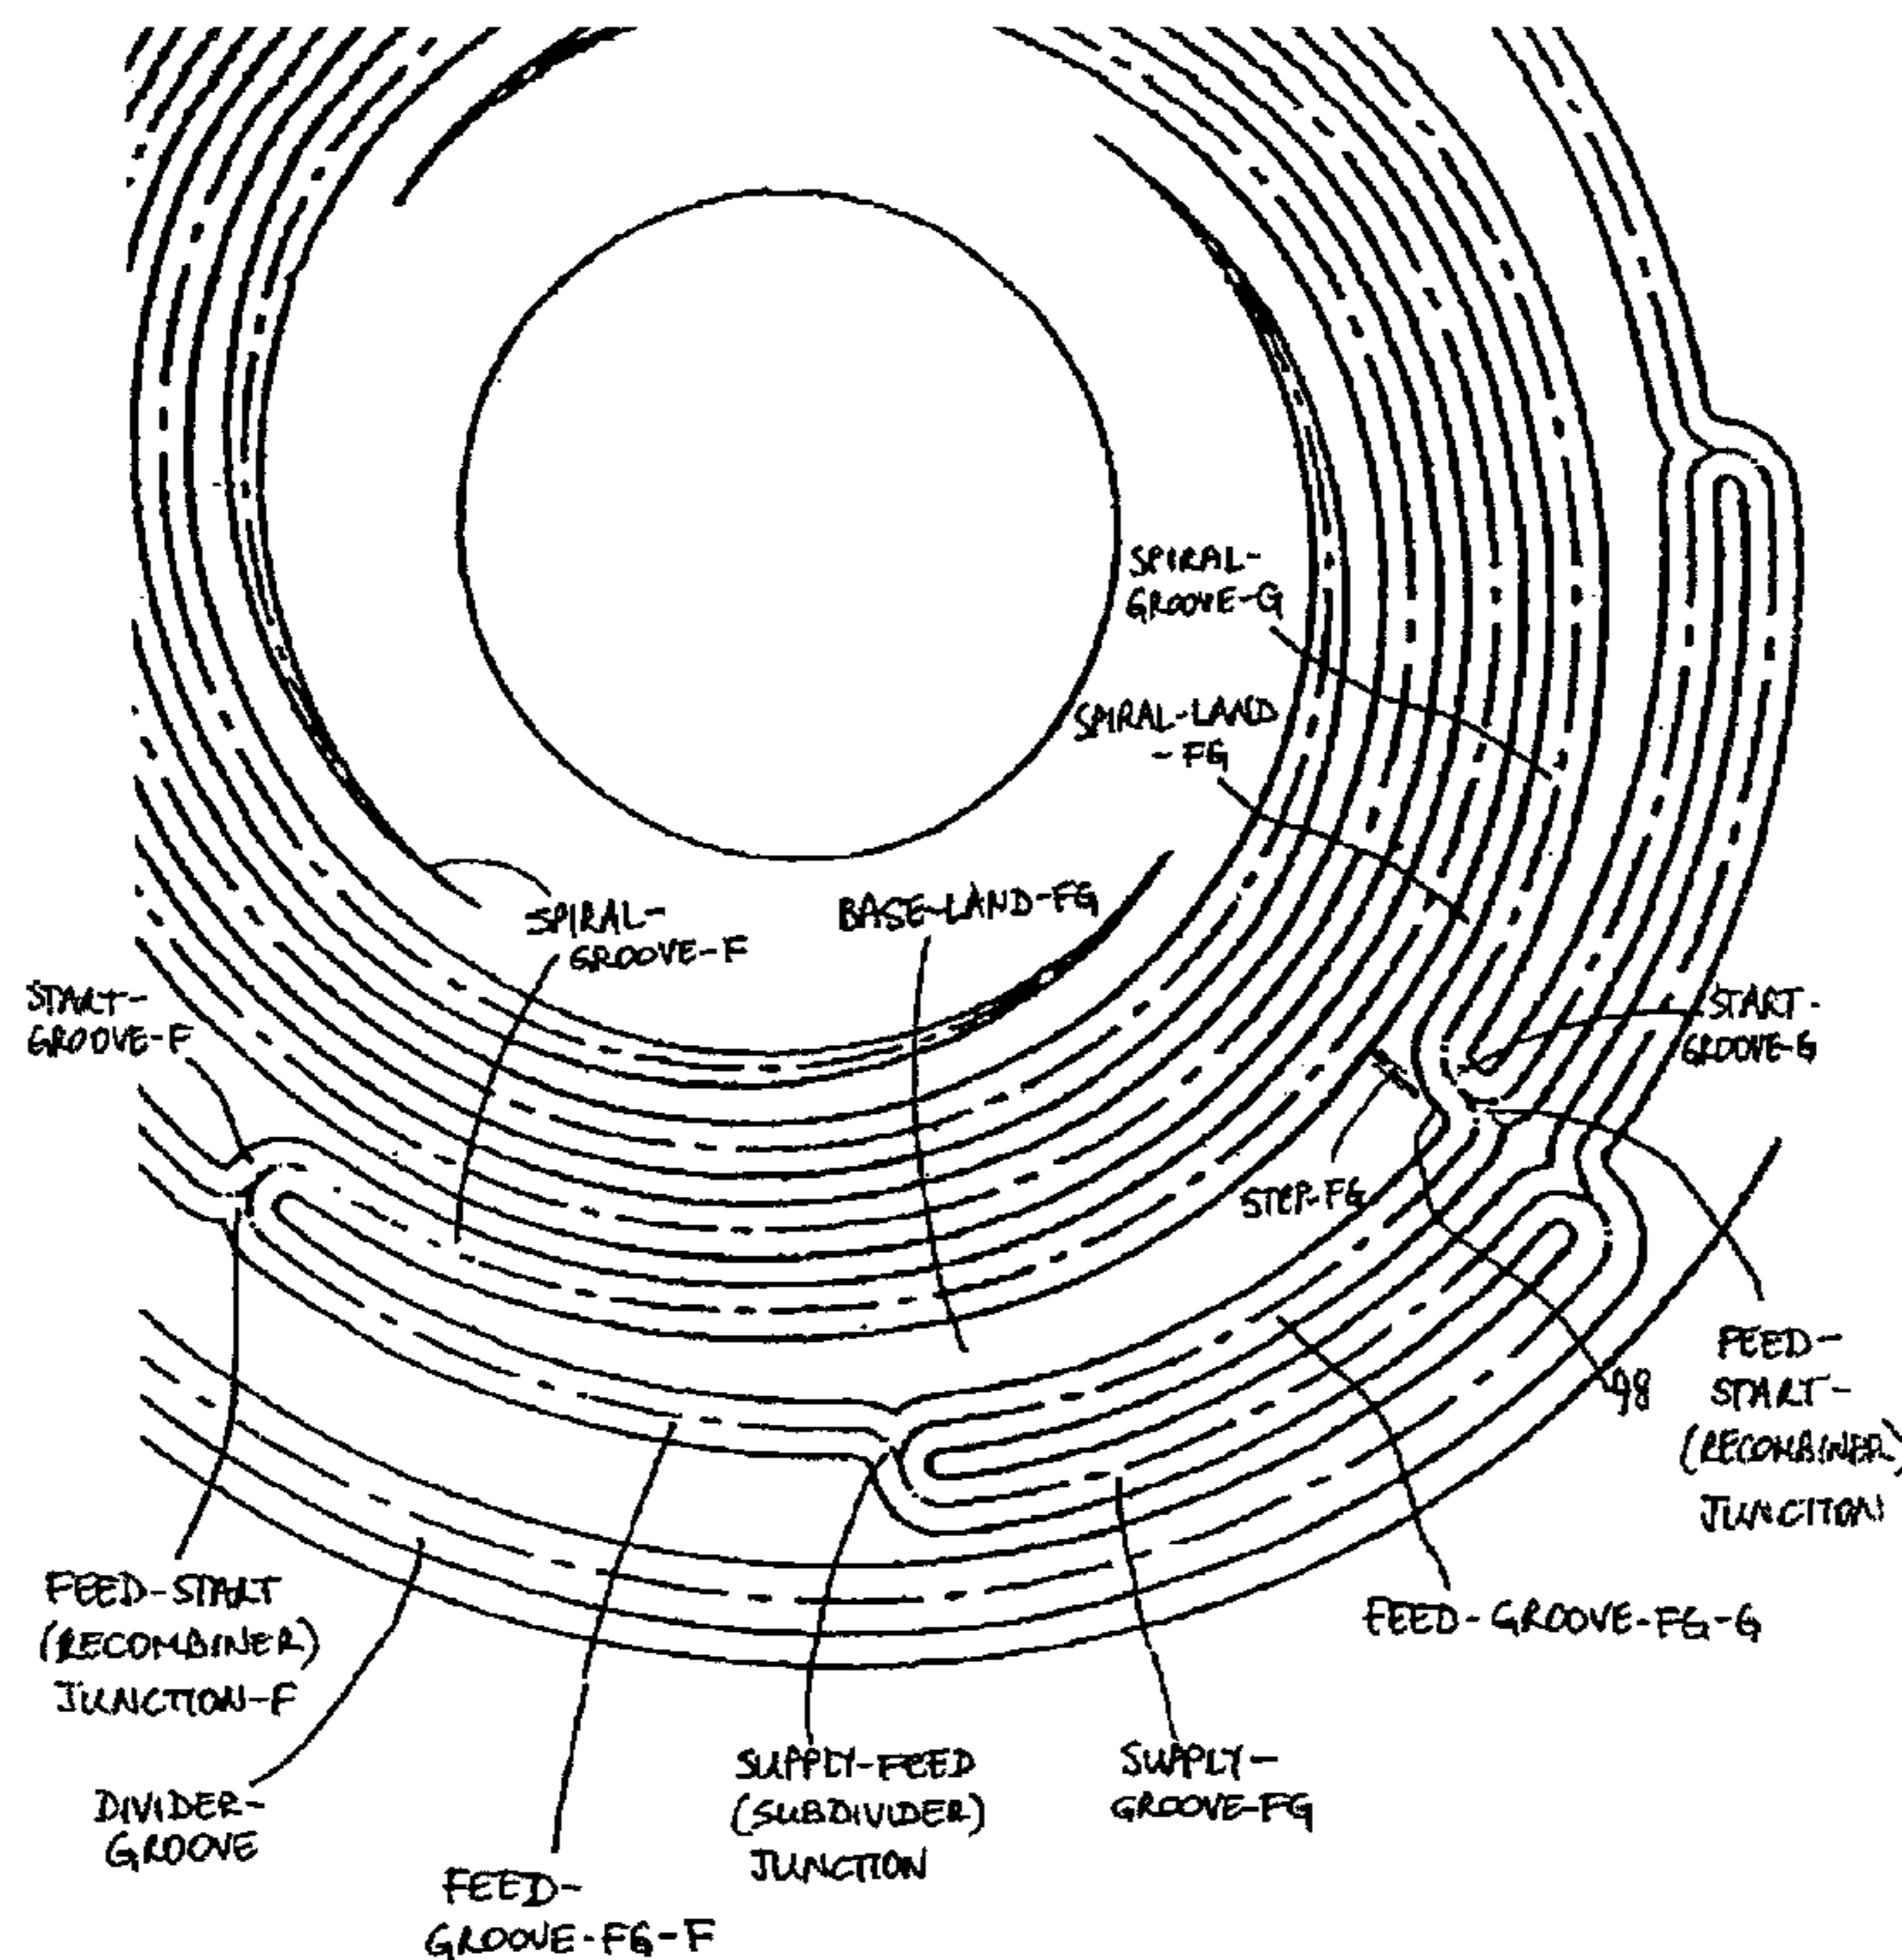 SPIRAL-
GROOVE-G
SPIRAL-LAND
-FG
SPIRAL-
GROOVE-F
BASE-LAND-FG
START-
GROOVE-F
START-
GROOVE-G
STEP-FG
98
FEED-
START-
(RECOMBINER)
JUNCTION
FEED-START
(RECOMBINER)
JUNCTION-F
FEED-GROOVE-FG-G
DIVIDER-
GROOVE
SUPPLY-FEED
(SUBDIVIDER)
JUNCTION
SUPPLY-
GROOVE-FG
FEED-
GROOVE-FG-F